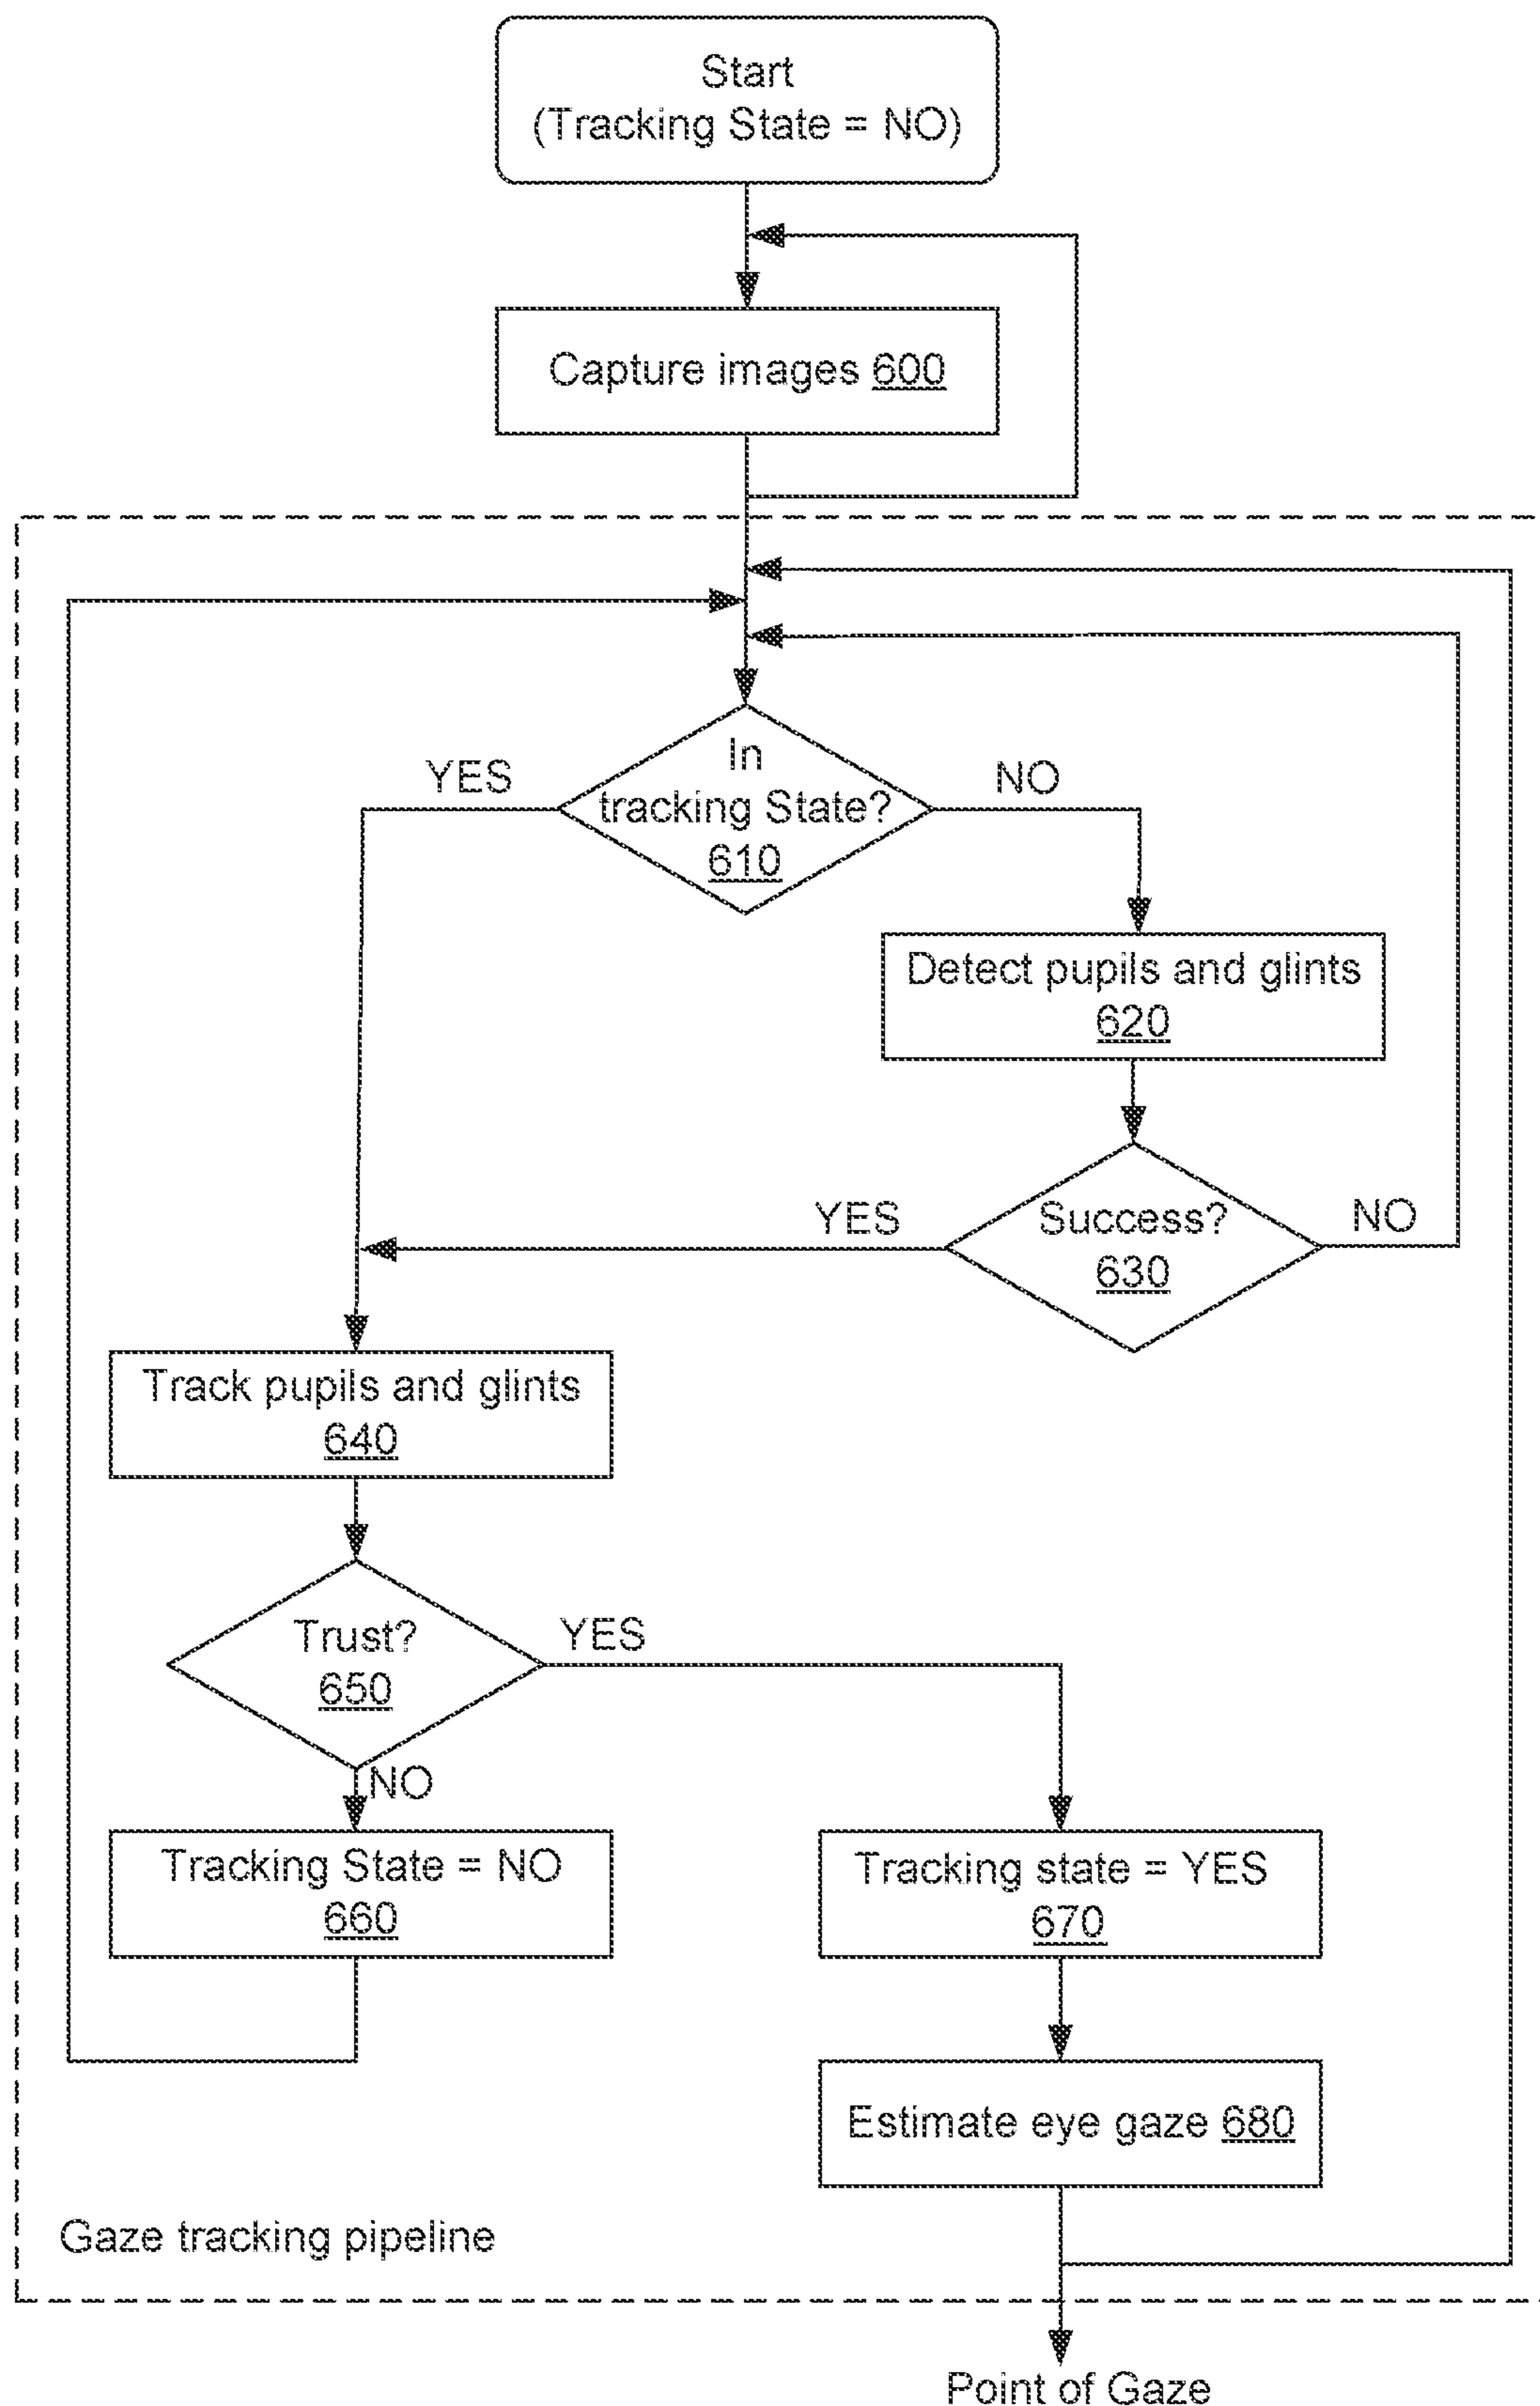 Start
(Tracking State = NO)
Capture images 600
In
tracking State?
610
YES
NO
Detect pupils and glints
620
Success?
630
YES
NO
Track pupils and glints
640
Trust?
650
YES
NO
Tracking State = NO
660
Tracking state = YES
670
Estimate eye gaze 680
Gaze tracking pipeline
Point of Gaze